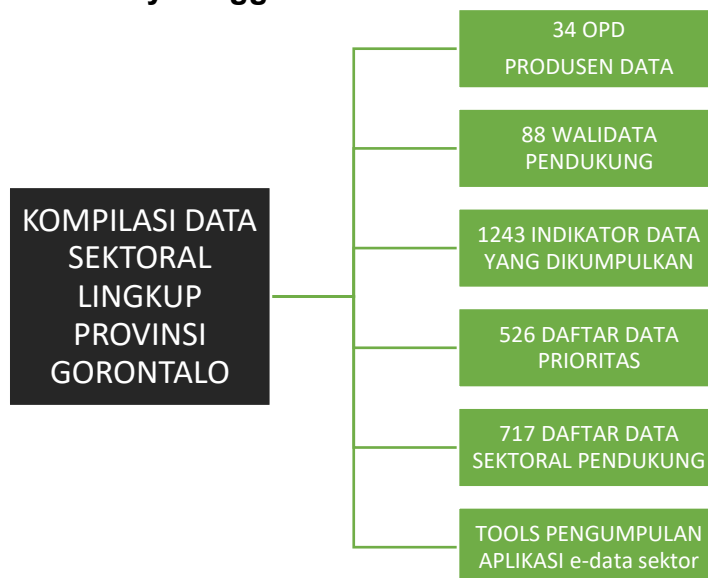 KOMPILASI DATA
SEKTORAL
LINGKUP
PROVINSI
GORONTALO
34 OPD
PRODUSEN DATA
88 WALIDATA
PENDUKUNG
1243 INDIKATOR DATA
YANG DIKUMPULKAN
526 DAFTAR DATA
PRIORITAS
717 DAFTAR DATA
SEKTORAL PENDUKUNG
TOOLS PENGUMPULAN
APLIKASI e-data sektor